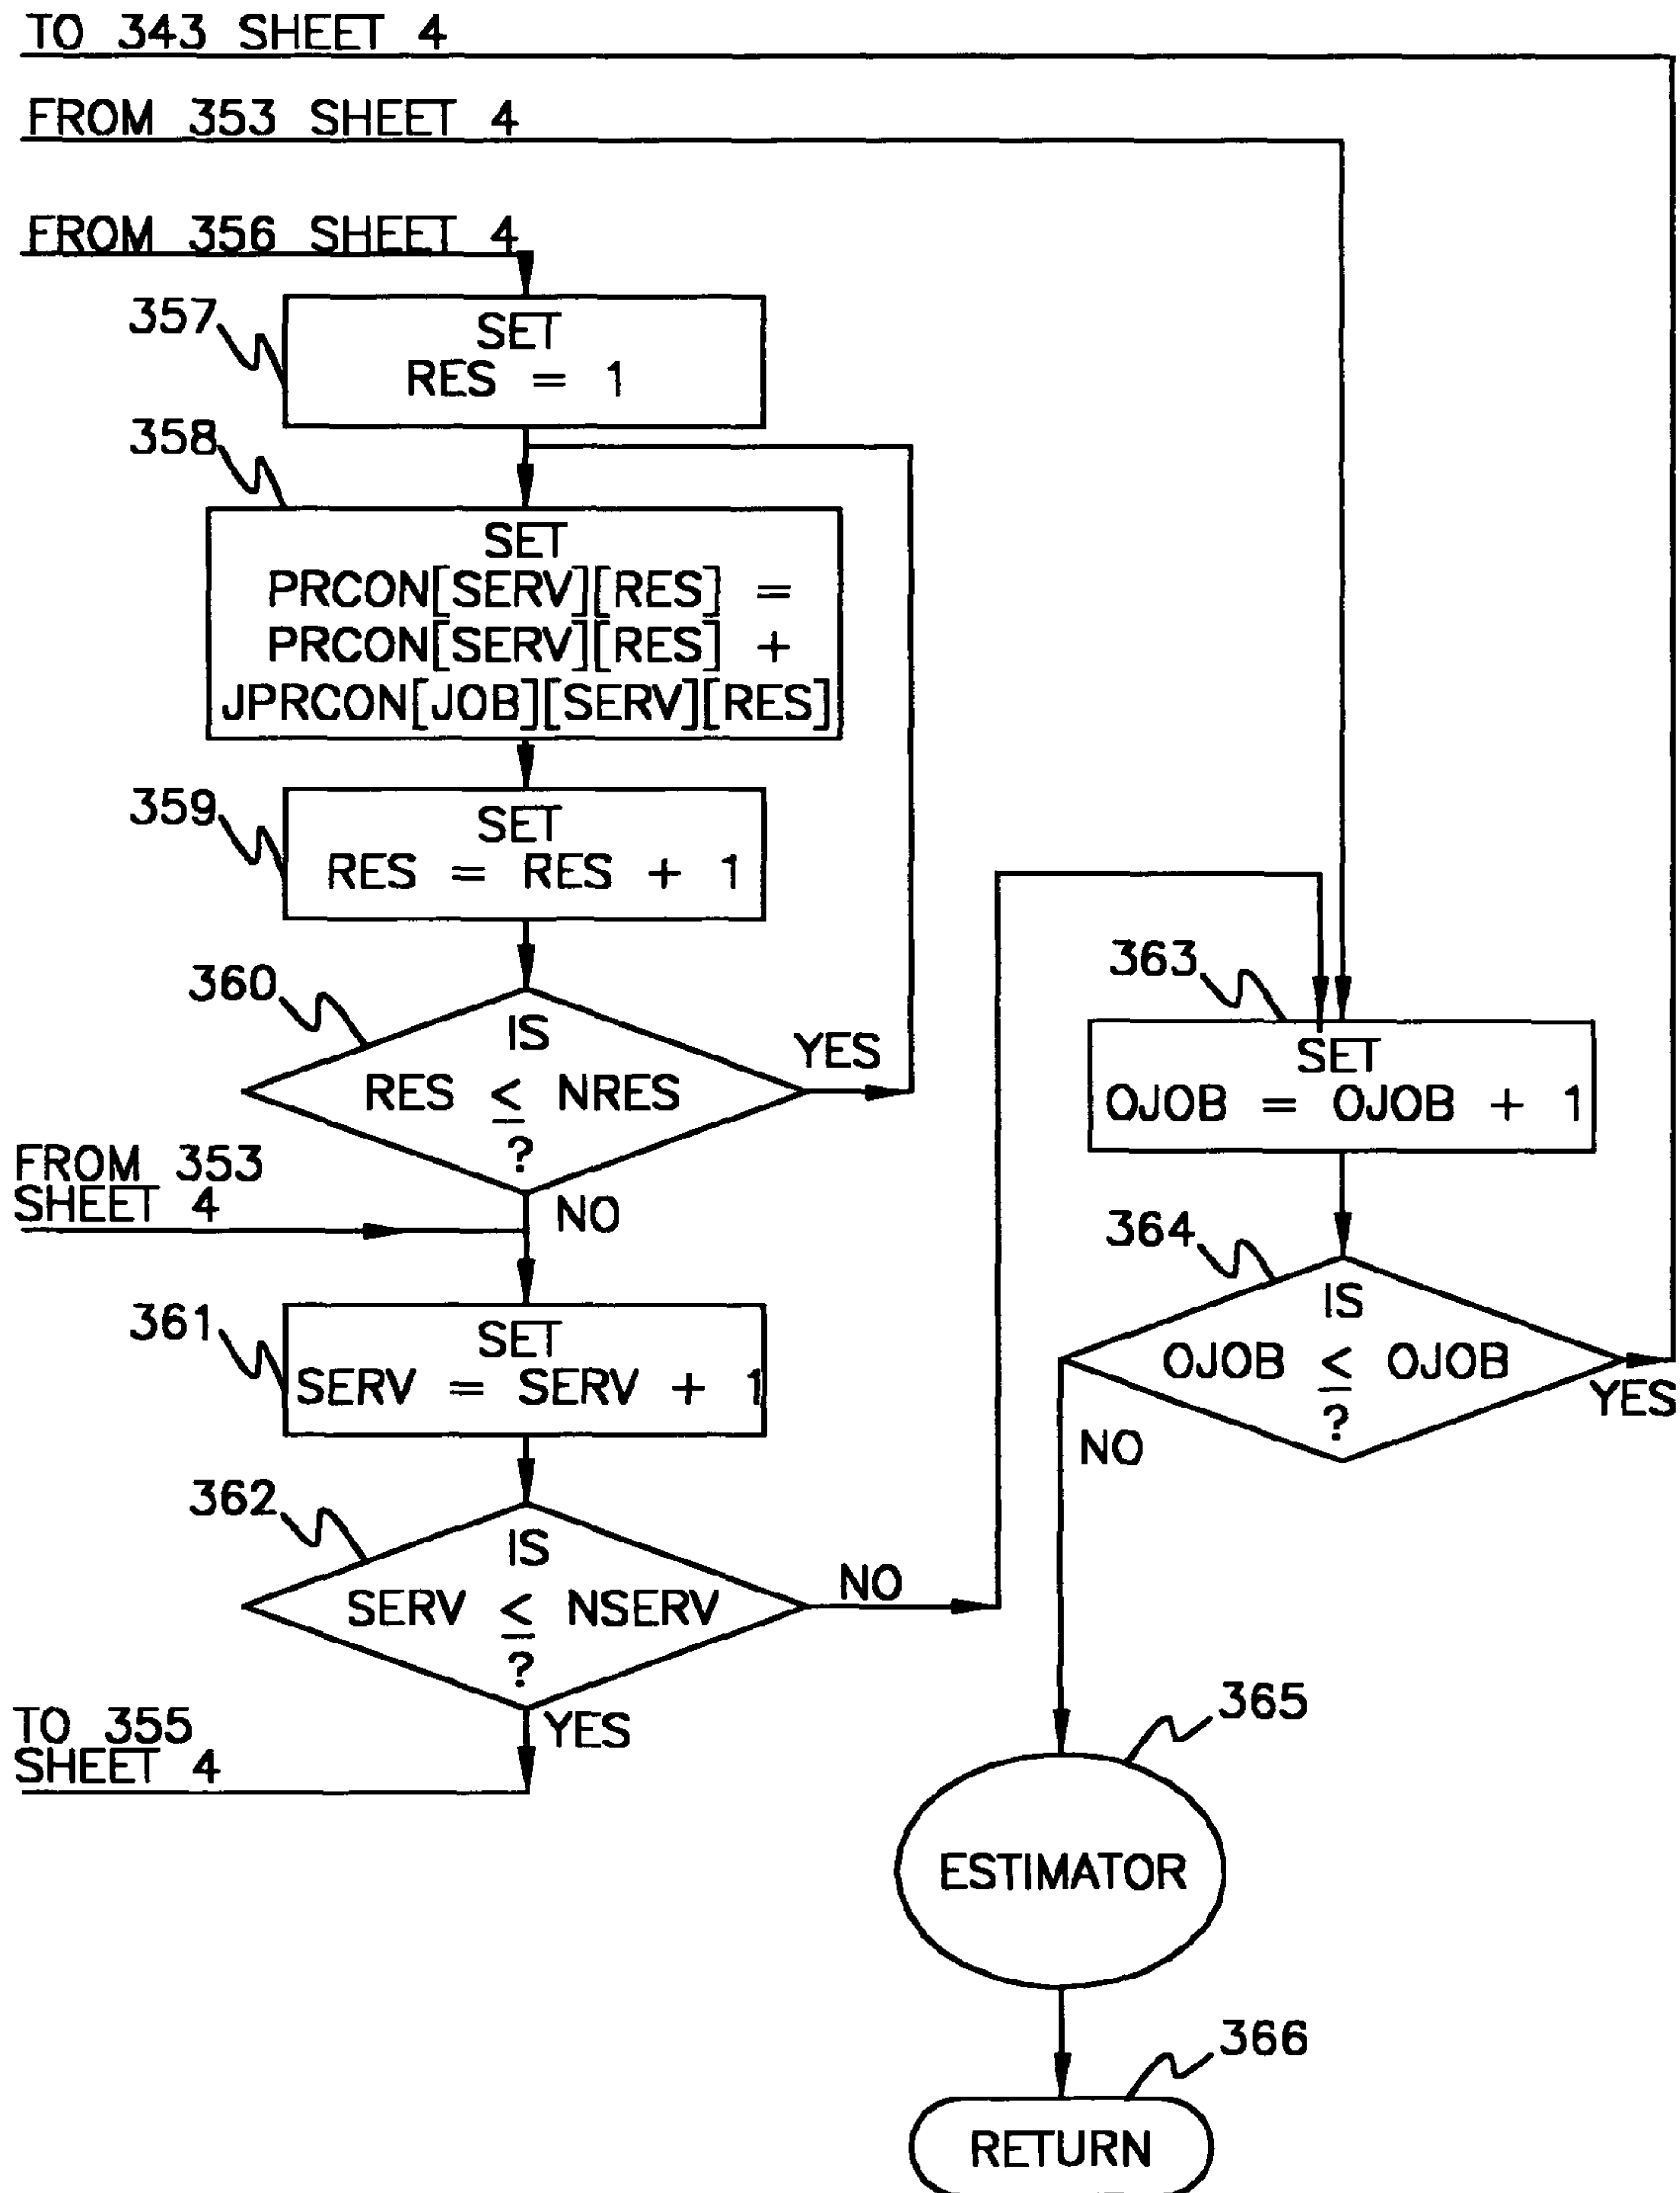 TO 343 SHEET 4
FROM 353 SHEET 4
FROM 356 SHEET 4
357
SET
RES = 1
358
SET
PRCON[SERV][RES] =
PRCON[SERV][RES] +
JPRCON[JOB][SERV][RES]
359
SET
RES = RES + 1
360
IS
RES ≤ NRES
?
YES
NO
FROM 353
SHEET 4
361
SET
SERV = SERV + 1
362
IS
SERV ≤ NSERV
?
NO
YES
TO 355
SHEET 4
363
SET
OJOB = OJOB + 1
364
IS
OJOB ≤ OJOB
?
YES
NO
365
ESTIMATOR
366
RETURN